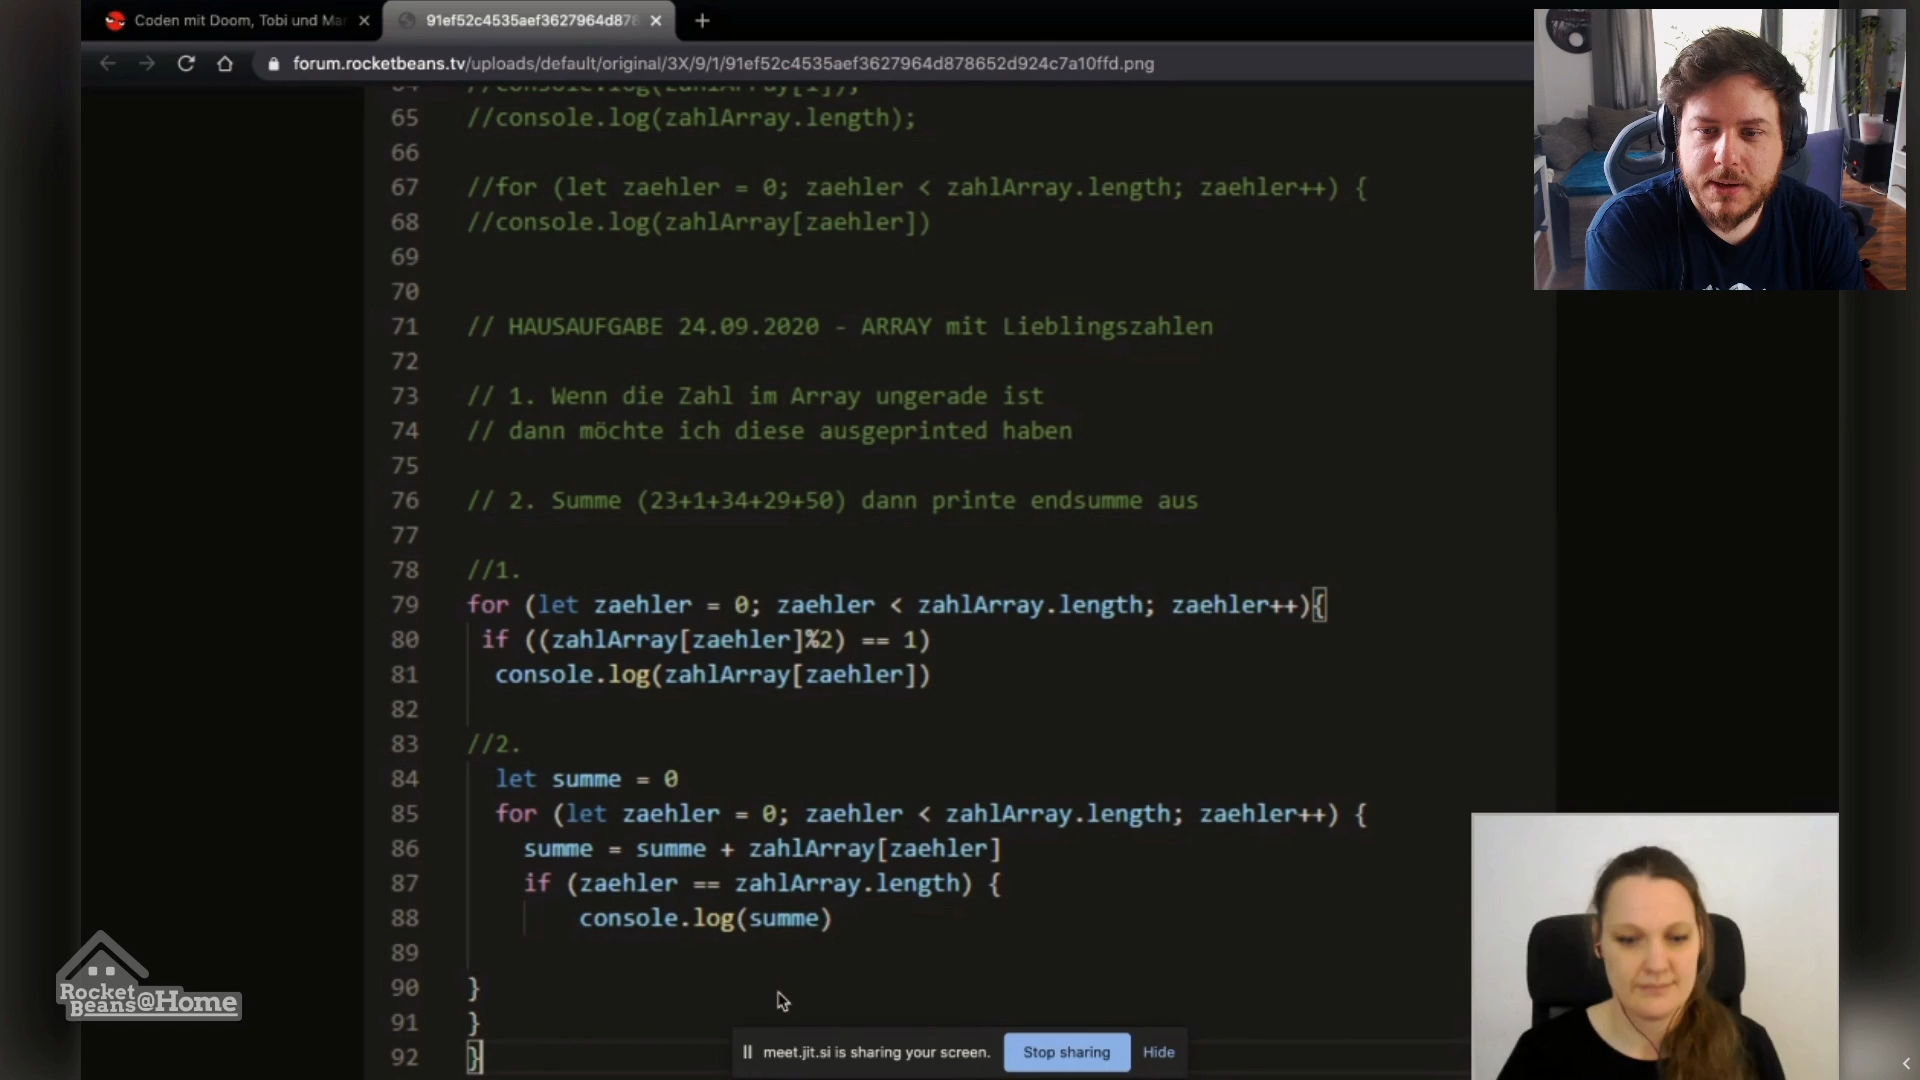 Coden mit Doom, Tobi und Mar
91ef52c4535aef3627964d878
forum.rocketbeans.tv/uploads/default/original/3X/9/1/91ef52c4535aef3627964d878652d924c7a10ffd.png
64 //console.log(zahlArray[1]);
65 //console.log(zahlArray.length);
66
67 //for (let zaehler = 0; zaehler < zahlArray.length; zaehler++) {
68 //console.log(zahlArray[zaehler])
69
70
71 // HAUSAUFGABE 24.09.2020 - ARRAY mit Lieblingszahlen
72
73 // 1. Wenn die Zahl im Array ungerade ist
74 // dann möchte ich diese ausgeprinted haben
75
76 // 2. Summe (23+1+34+29+50) dann printe endsumme aus
77
78 //1.
79 for (let zaehler = 0; zaehler < zahlArray.length; zaehler++){
80 if ((zahlArray[zaehler]%2) == 1)
81 console.log(zahlArray[zaehler])
82
83 //2.
84 let summe = 0
85 for (let zaehler = 0; zaehler < zahlArray.length; zaehler++) {
86 summe = summe + zahlArray[zaehler]
87 if (zaehler == zahlArray.length) {
88 console.log(summe)
89
90 }
91 }
92 }
meet.jit.si is sharing your screen. Stop sharing Hide
Rocket
Beans@Home